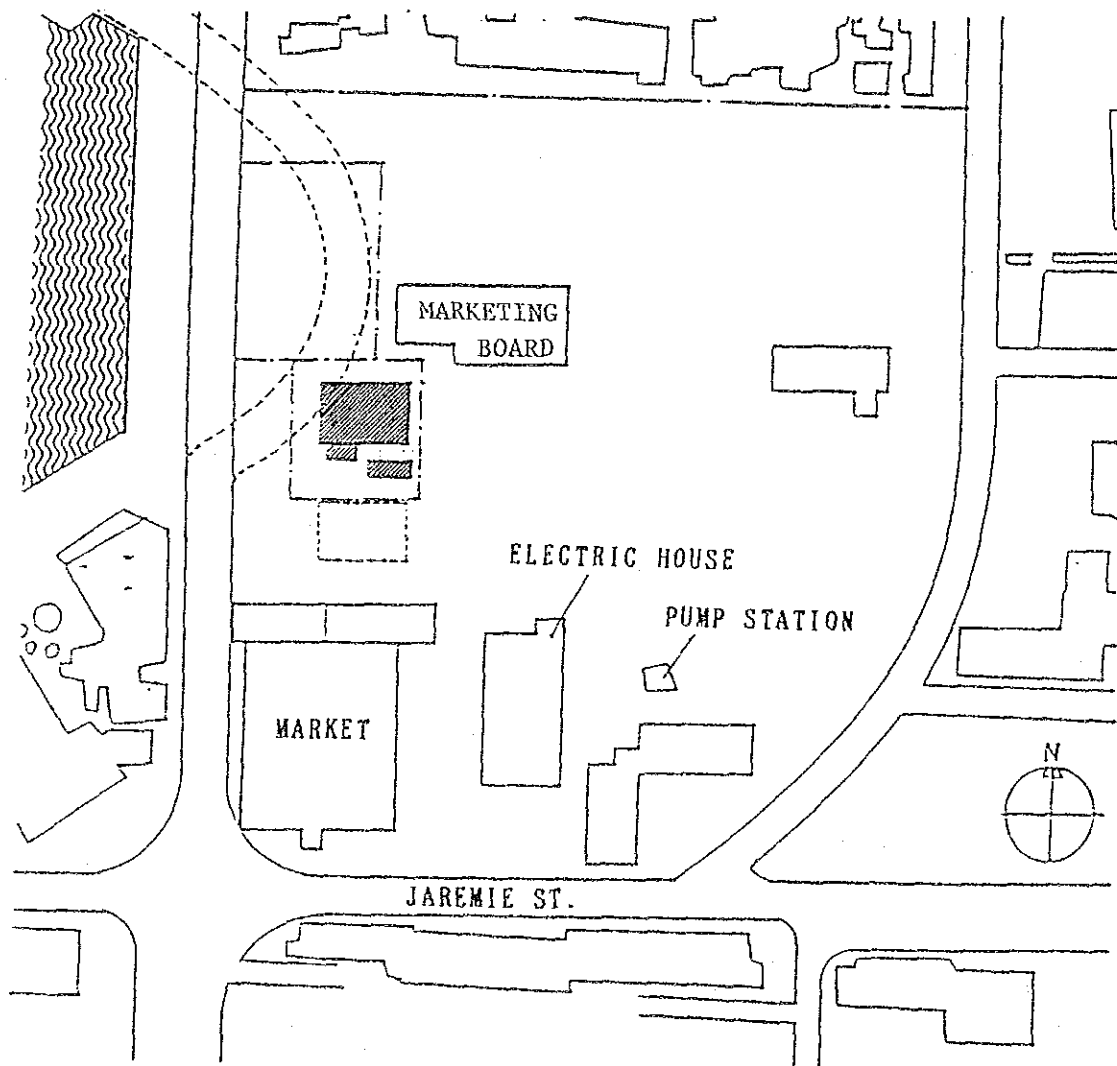 MARKETING
BOARD
ELECTRIC HOUSE
PUMP STATION
MARKET
N
JAREMIE ST.